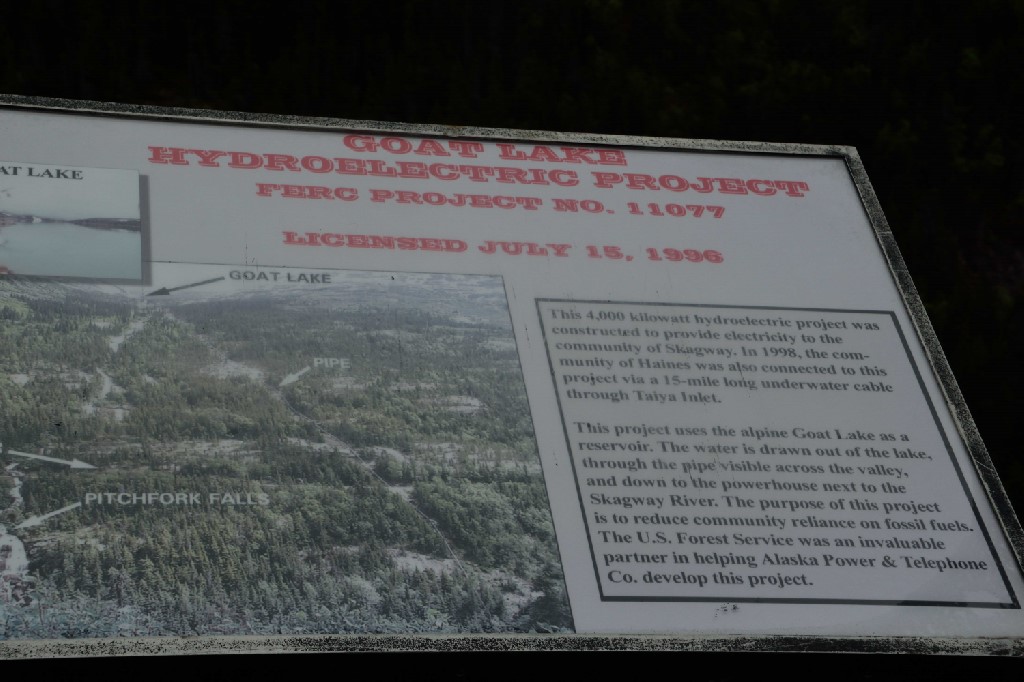 GOAT LAKE
HYDROELECTRIC PROJECT
FERC PROJECT NO. 11077
LICENSED JULY 15, 1996
AT LAKE
GOAT LAKE
PIPE
PITCHFORK FALLS
This 4,000 kilowatt hydroelectric project was
constructed to provide electricity to the
community of Skagway. In 1998, the com-
munity of Haines was also connected to this
project via a 15-mile long underwater cable
through Taiya Inlet.
This project uses the alpine Goat Lake as a
reservoir. The water is drawn out of the lake,
through the pipe visible across the valley,
and down to the powerhouse next to the
Skagway River. The purpose of this project
is to reduce community reliance on fossil fuels.
The U.S. Forest Service was an invaluable
partner in helping Alaska Power & Telephone
Co. develop this project.